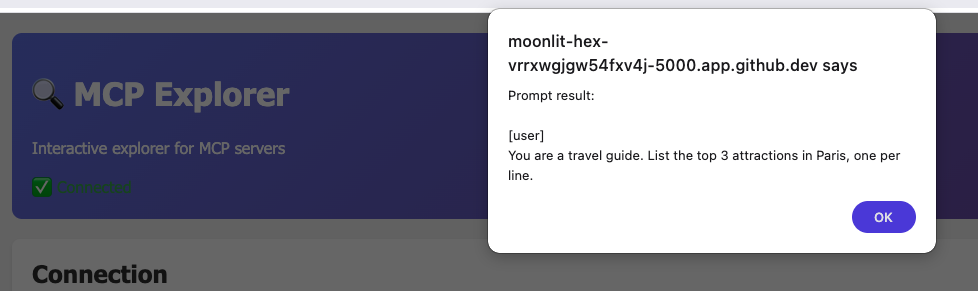 🔍 MCP Explorer
Interactive explorer for MCP servers
✅ Connected
Connection
moonlit-hex-
vrrxwgjgw54fxv4j-5000.app.github.dev says
Prompt result:
[user]
You are a travel guide. List the top 3 attractions in Paris, one per
line.
OK